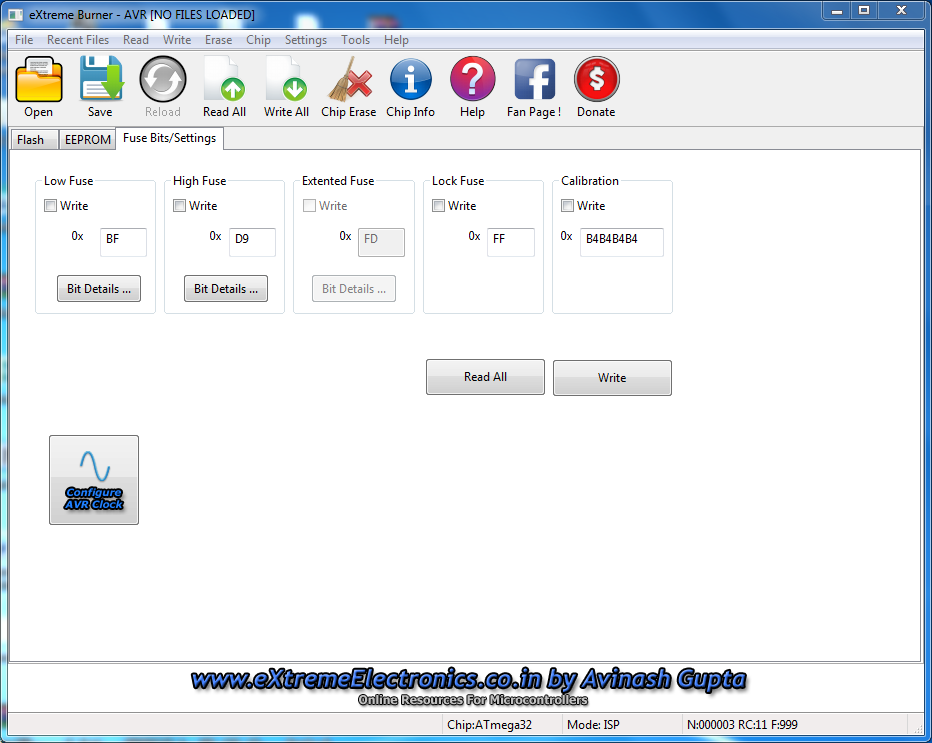 eXtreme Burner - AVR [NO FILES LOADED]
File Recent Files Read Write Erase Chip Settings Tools Help
Open Save Reload Read All Write All Chip Erase Chip Info Help Fan Page ! Donate
Flash EEPROM Fuse Bits/Settings
Low Fuse High Fuse Extented Fuse Lock Fuse Calibration
Write Write Write Write Write
0x BF 0x D9 0x FD 0x FF 0x B4B4B4B4
Bit Details ... Bit Details ... Bit Details ...
Read All Write
Configure
AVR Clock
www.eXtremeElectronics.co.in by Avinash Gupta
Online Resources For Microcontrollers
Chip:ATmega32 Mode: ISP N:000003 RC:11 F:999